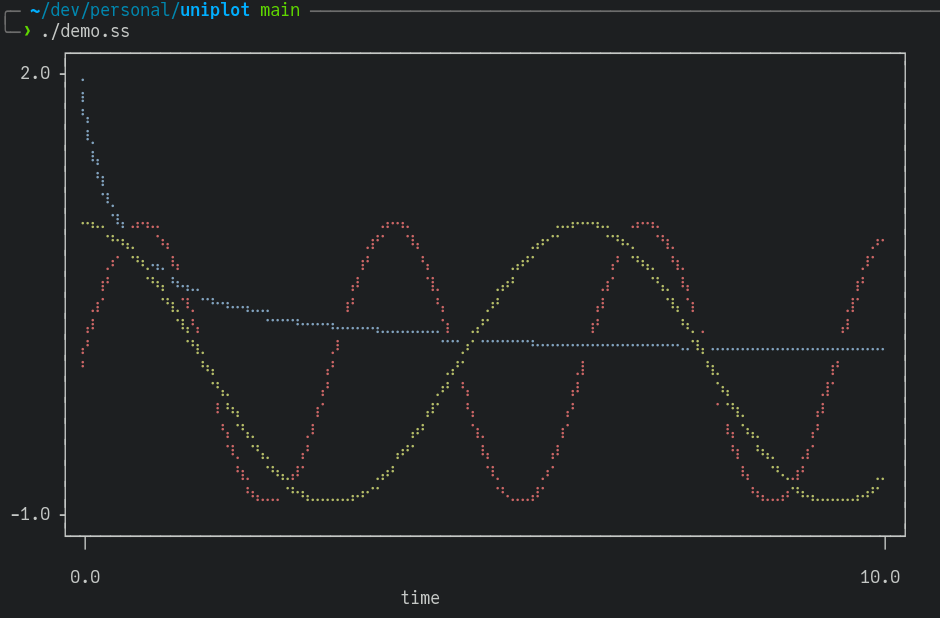 ~/dev/personal/uniplot main
❯ ./demo.ss
2.0
-1.0
0.0 10.0
time